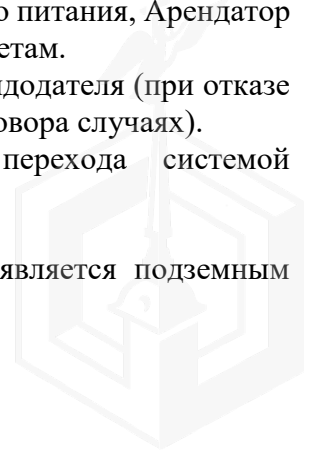 о питания, Арендатор
етам.
ндодателя (при отказе
овора случаях).
перехода системой
является подземным